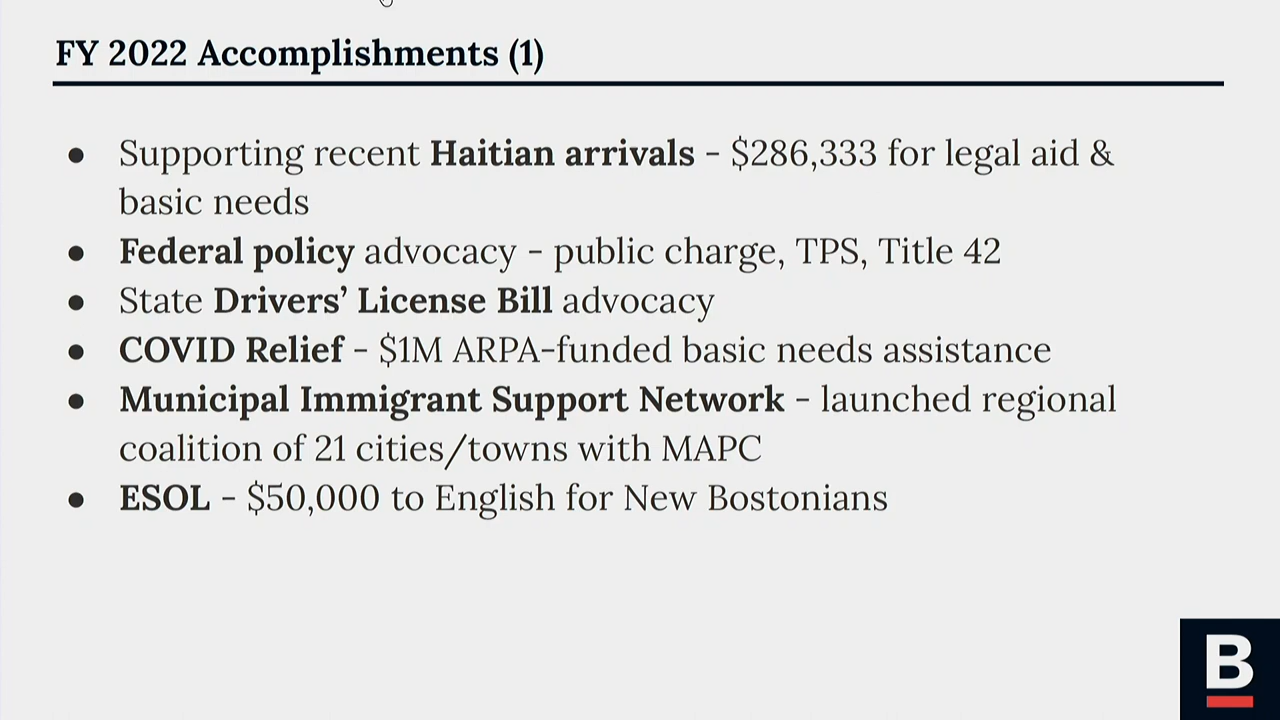 FY 2022 Accomplishments (1)
● Supporting recent Haitian arrivals - $286,333 for legal aid &
basic needs
● Federal policy advocacy - public charge, TPS, Title 42
● State Drivers’ License Bill advocacy
● COVID Relief - $1M ARPA-funded basic needs assistance
● Municipal Immigrant Support Network - launched regional
coalition of 21 cities/towns with MAPC
● ESOL - $50,000 to English for New Bostonians
B